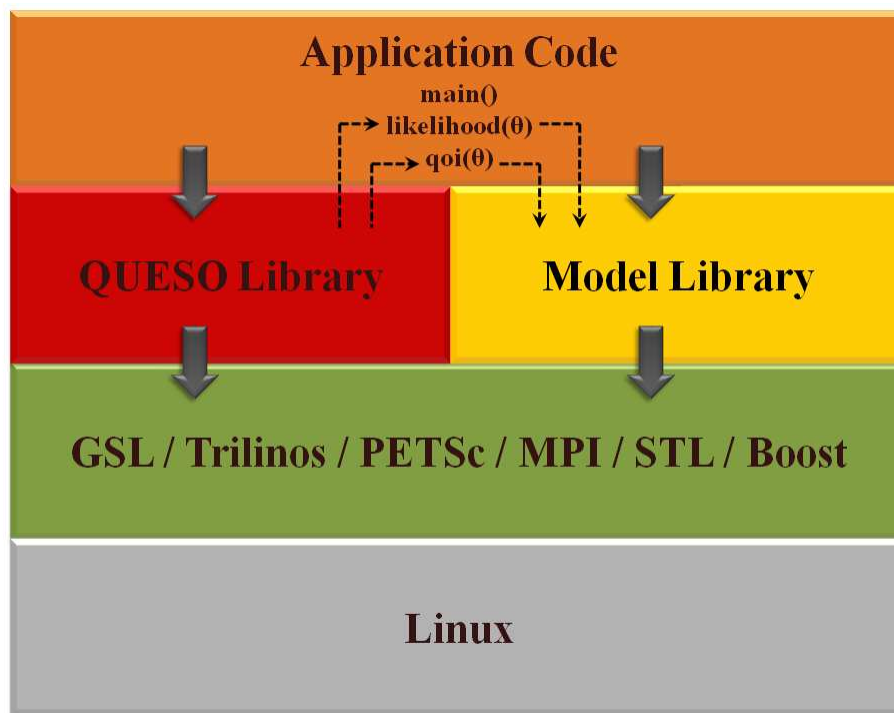 Application Code
main()
likelihood(θ)
qoi(θ)
QUESO Library
Model Library
GSL / Trilinos / PETSc / MPI / STL / Boost
Linux